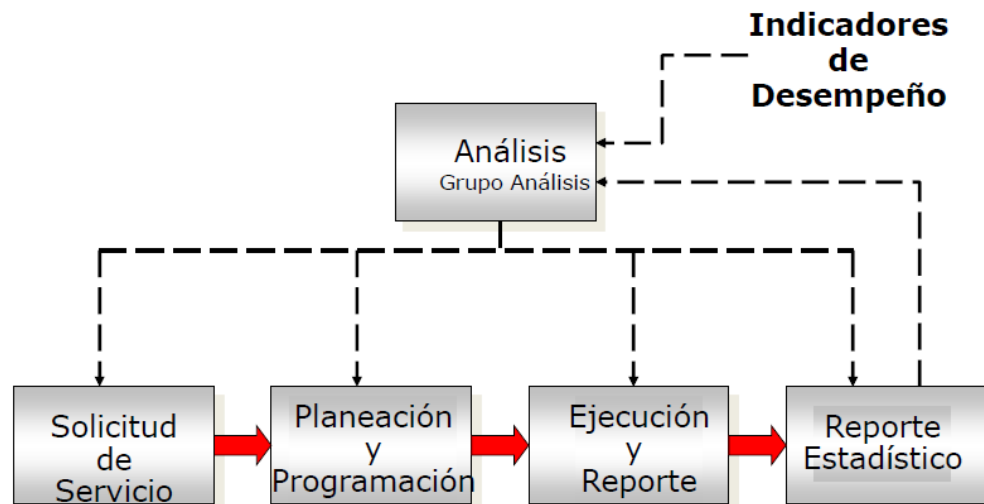 Indicadores
de
Desempeño
Análisis
Grupo Análisis
Solicitud
de
Servicio
Planeación
y
Programación
Ejecución
y
Reporte
Reporte
Estadístico